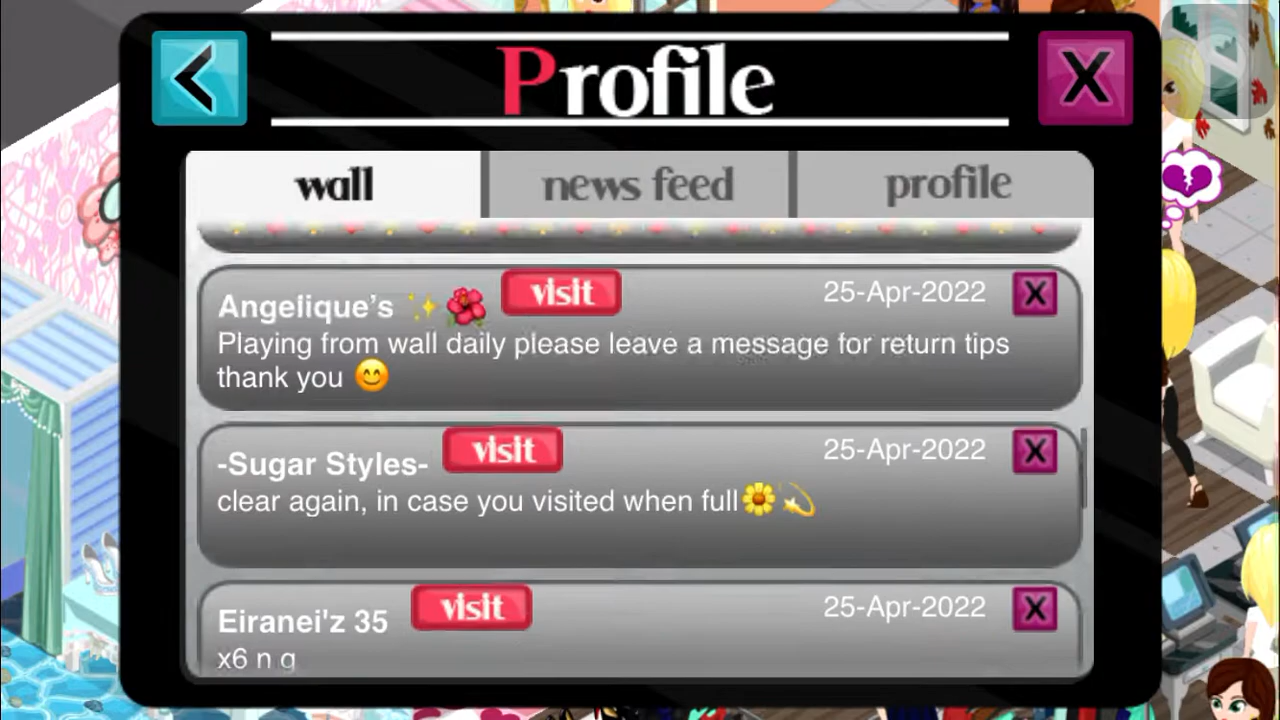 Profile
wall
news feed
profile
Angelique’s ✨🌺 visit 25-Apr-2022 X
Playing from wall daily please leave a message for return tips
thank you 😊
-Sugar Styles- visit 25-Apr-2022 X
clear again, in case you visited when full🌼💫
Eiranei'z 35 visit 25-Apr-2022 X
x6 n g